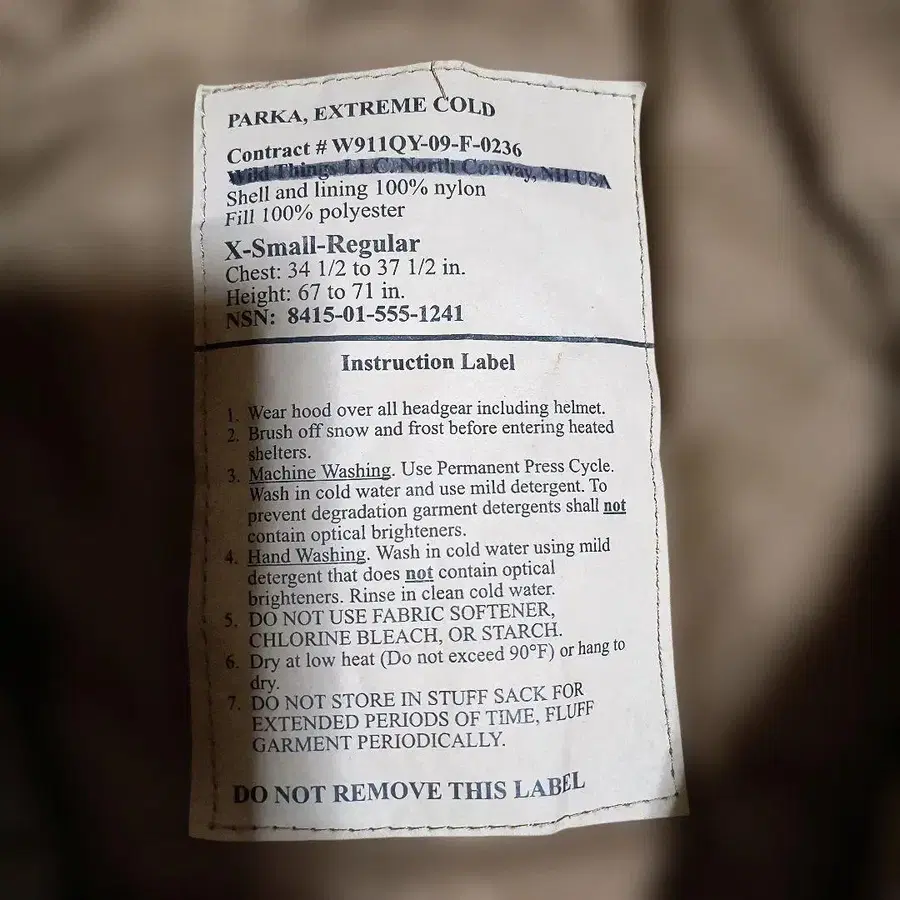 PARKA, EXTREME COLD
Contract # W911QY-09-F-0236
Wild Things LLC. North Conway, NH USA
Shell and lining 100% nylon
Fill 100% polyester
X-Small-Regular
Chest: 34 1/2 to 37 1/2 in.
Height: 67 to 71 in.
NSN: 8415-01-555-1241
Instruction Label
1. Wear hood over all headgear including helmet.
2. Brush off snow and frost before entering heated
shelters.
3. Machine Washing. Use Permanent Press Cycle.
Wash in cold water and use mild detergent. To
prevent degradation garment detergents shall not
contain optical brighteners.
4. Hand Washing. Wash in cold water using mild
detergent that does not contain optical
brighteners. Rinse in clean cold water.
5. DO NOT USE FABRIC SOFTENER,
CHLORINE BLEACH, OR STARCH.
6. Dry at low heat (Do not exceed 90°F) or hang to
dry.
7. DO NOT STORE IN STUFF SACK FOR
EXTENDED PERIODS OF TIME, FLUFF
GARMENT PERIODICALLY.
DO NOT REMOVE THIS LABEL